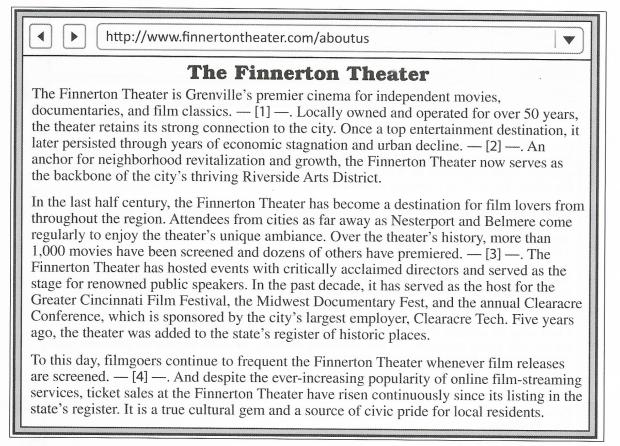 http://www.finnertontheater.com/aboutus
The Finnerton Theater
The Finnerton Theater is Grenville's premier cinema for independent movies,
documentaries, and film classics. — [1] —. Locally owned and operated for over 50 years,
the theater retains its strong connection to the city. Once a top entertainment destination, it
later persisted through years of economic stagnation and urban decline. — [2] —. An
anchor for neighborhood revitalization and growth, the Finnerton Theater now serves as
the backbone of the city's thriving Riverside Arts District.
In the last half century, the Finnerton Theater has become a destination for film lovers from
throughout the region. Attendees from cities as far away as Nesterport and Belmere come
regularly to enjoy the theater's unique ambiance. Over the theater's history, more than
1,000 movies have been screened and dozens of others have premiered. — [3] —. The
Finnerton Theater has hosted events with critically acclaimed directors and served as the
stage for renowned public speakers. In the past decade, it has served as the host for the
Greater Cincinnati Film Festival, the Midwest Documentary Fest, and the annual Clearacre
Conference, which is sponsored by the city's largest employer, Clearacre Tech. Five years
ago, the theater was added to the state's register of historic places.
To this day, filmgoers continue to frequent the Finnerton Theater whenever film releases
are screened. — [4] —. And despite the ever-increasing popularity of online film-streaming
services, ticket sales at the Finnerton Theater have risen continuously since its listing in the
state's register. It is a true cultural gem and a source of civic pride for local residents.